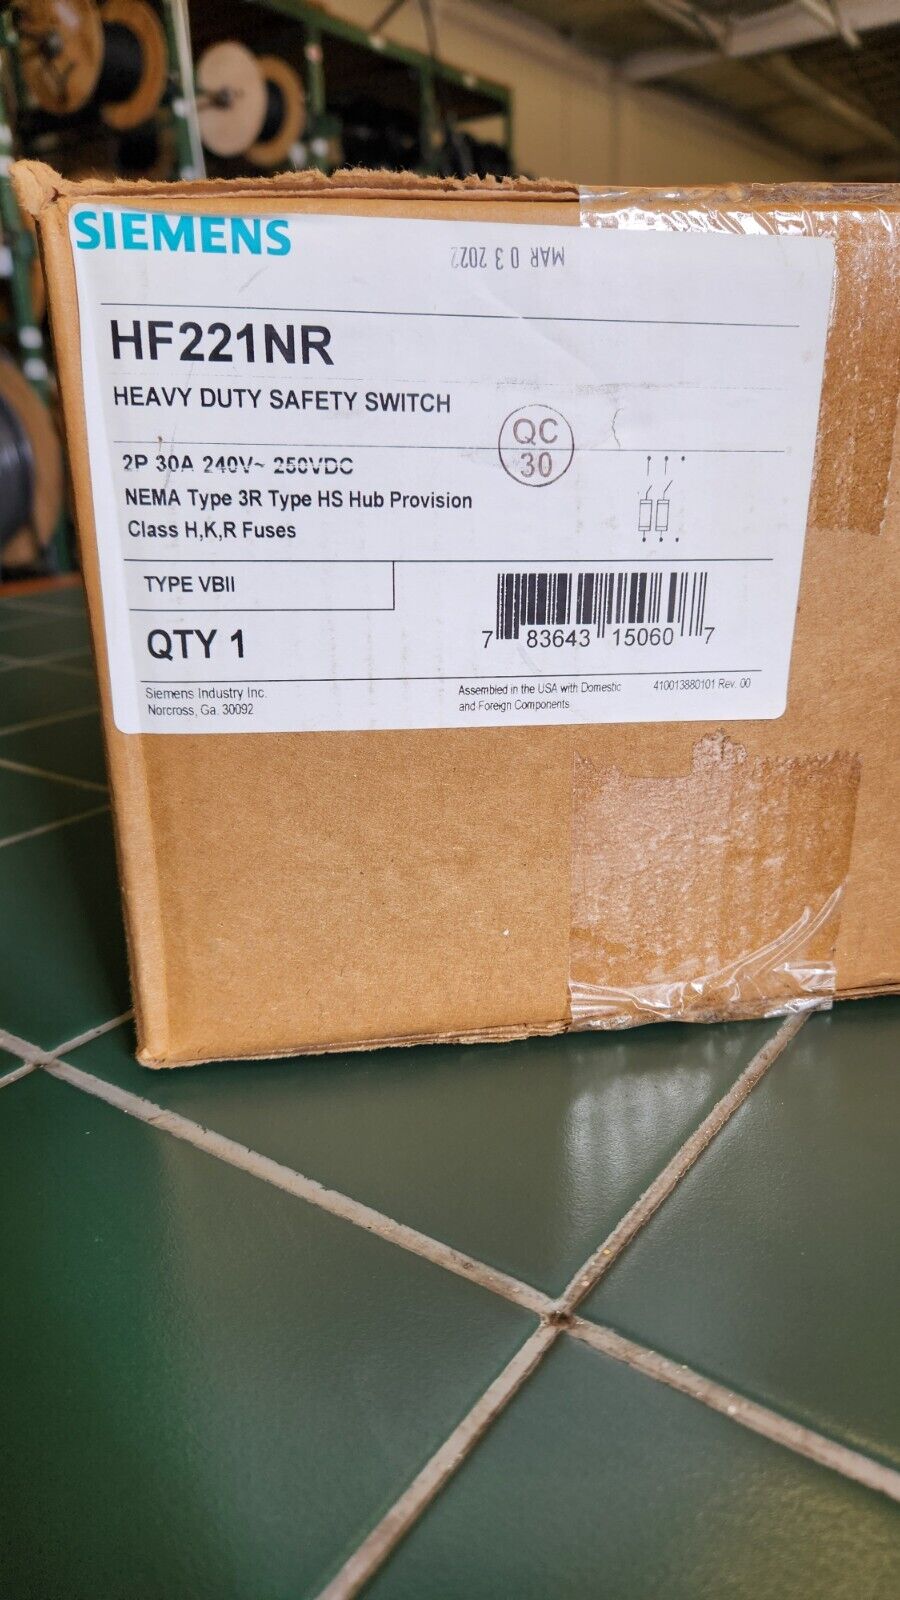 SIEMENS
MAR 03 2022
HF221NR
HEAVY DUTY SAFETY SWITCH
QC
30
2P 30A 240V~ 250VDC
NEMA Type 3R Type HS Hub Provision
Class H,K,R Fuses
TYPE VBII
QTY 1
7 83643 15060 7
Siemens Industry Inc.
Norcross, Ga. 30092
Assembled in the USA with Domestic
and Foreign Components
410013880101 Rev. 00